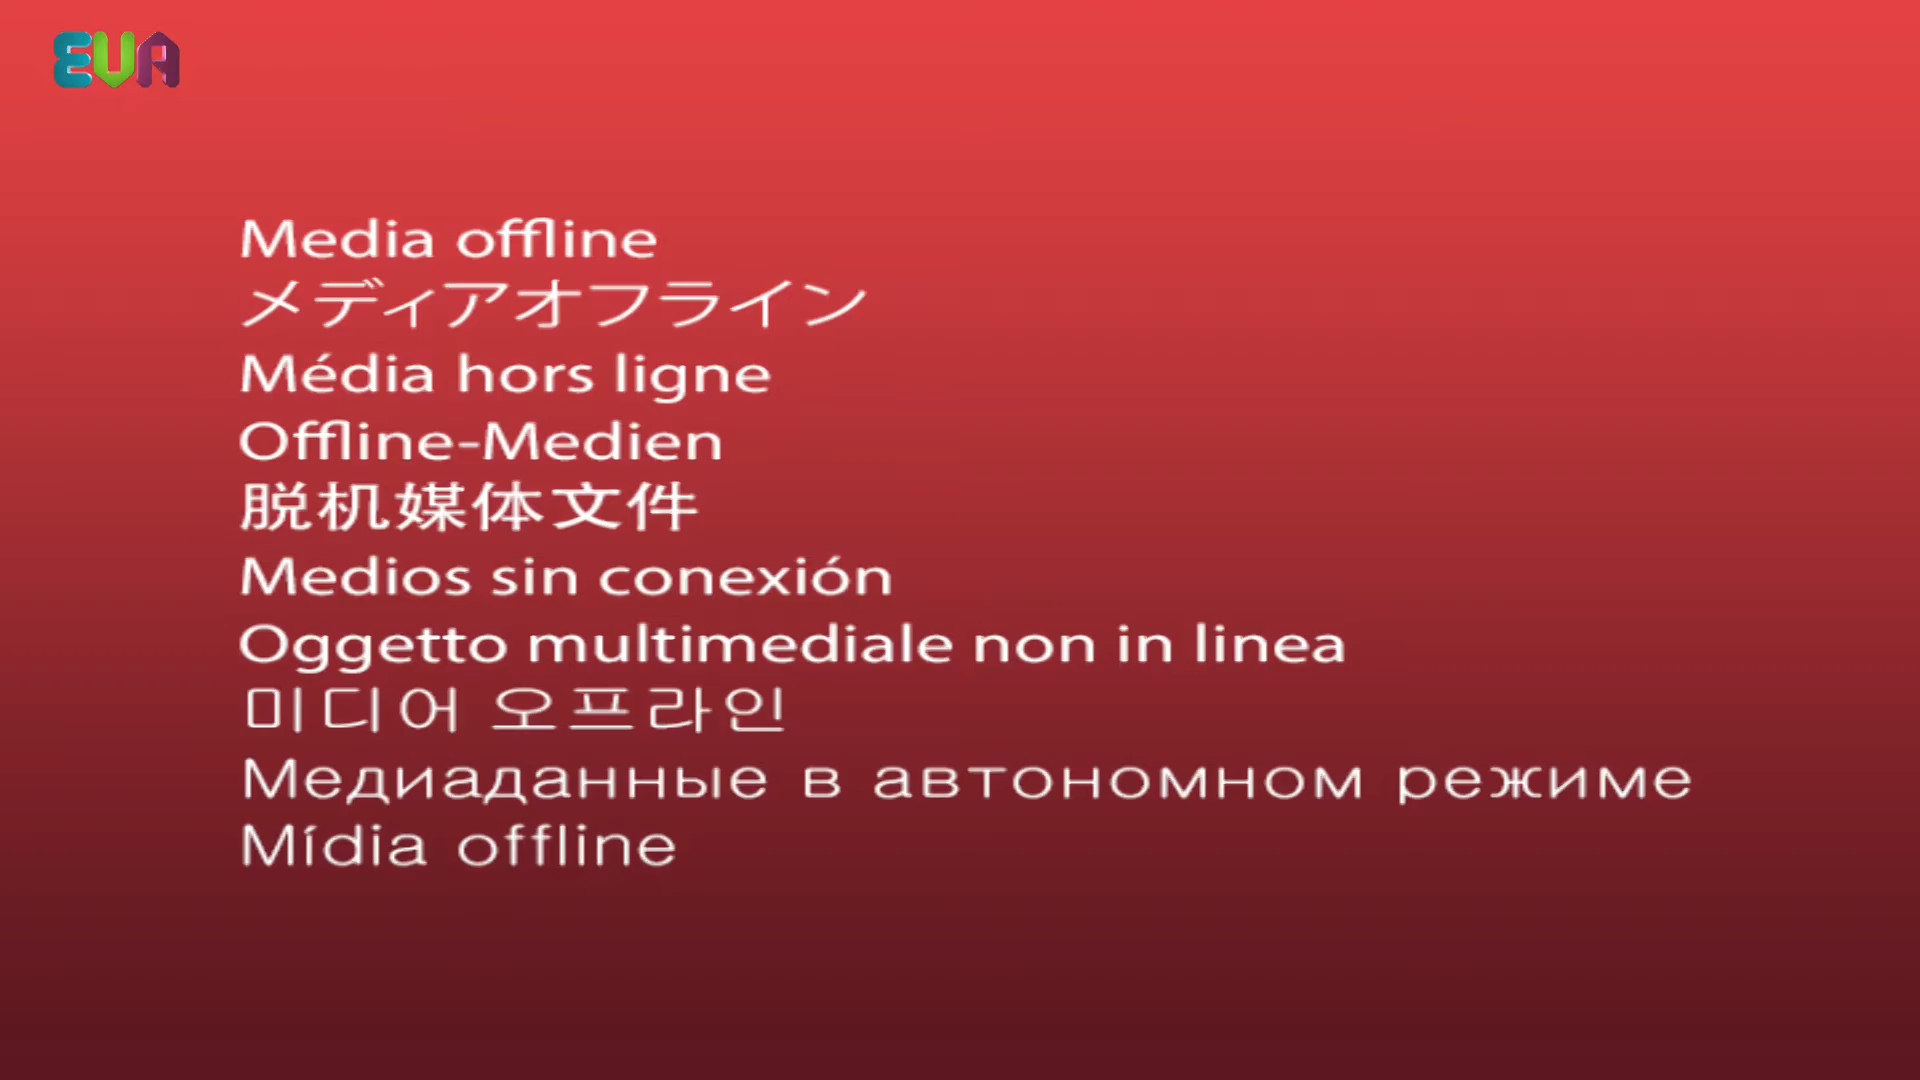 EVA
Media offline
メディアオフライン
Média hors ligne
Offline-Medien
脱机媒体文件
Medios sin conexión
Oggetto multimediale non in linea
미디어 오프라인
Медиаданные в автономном режиме
Mídia offline